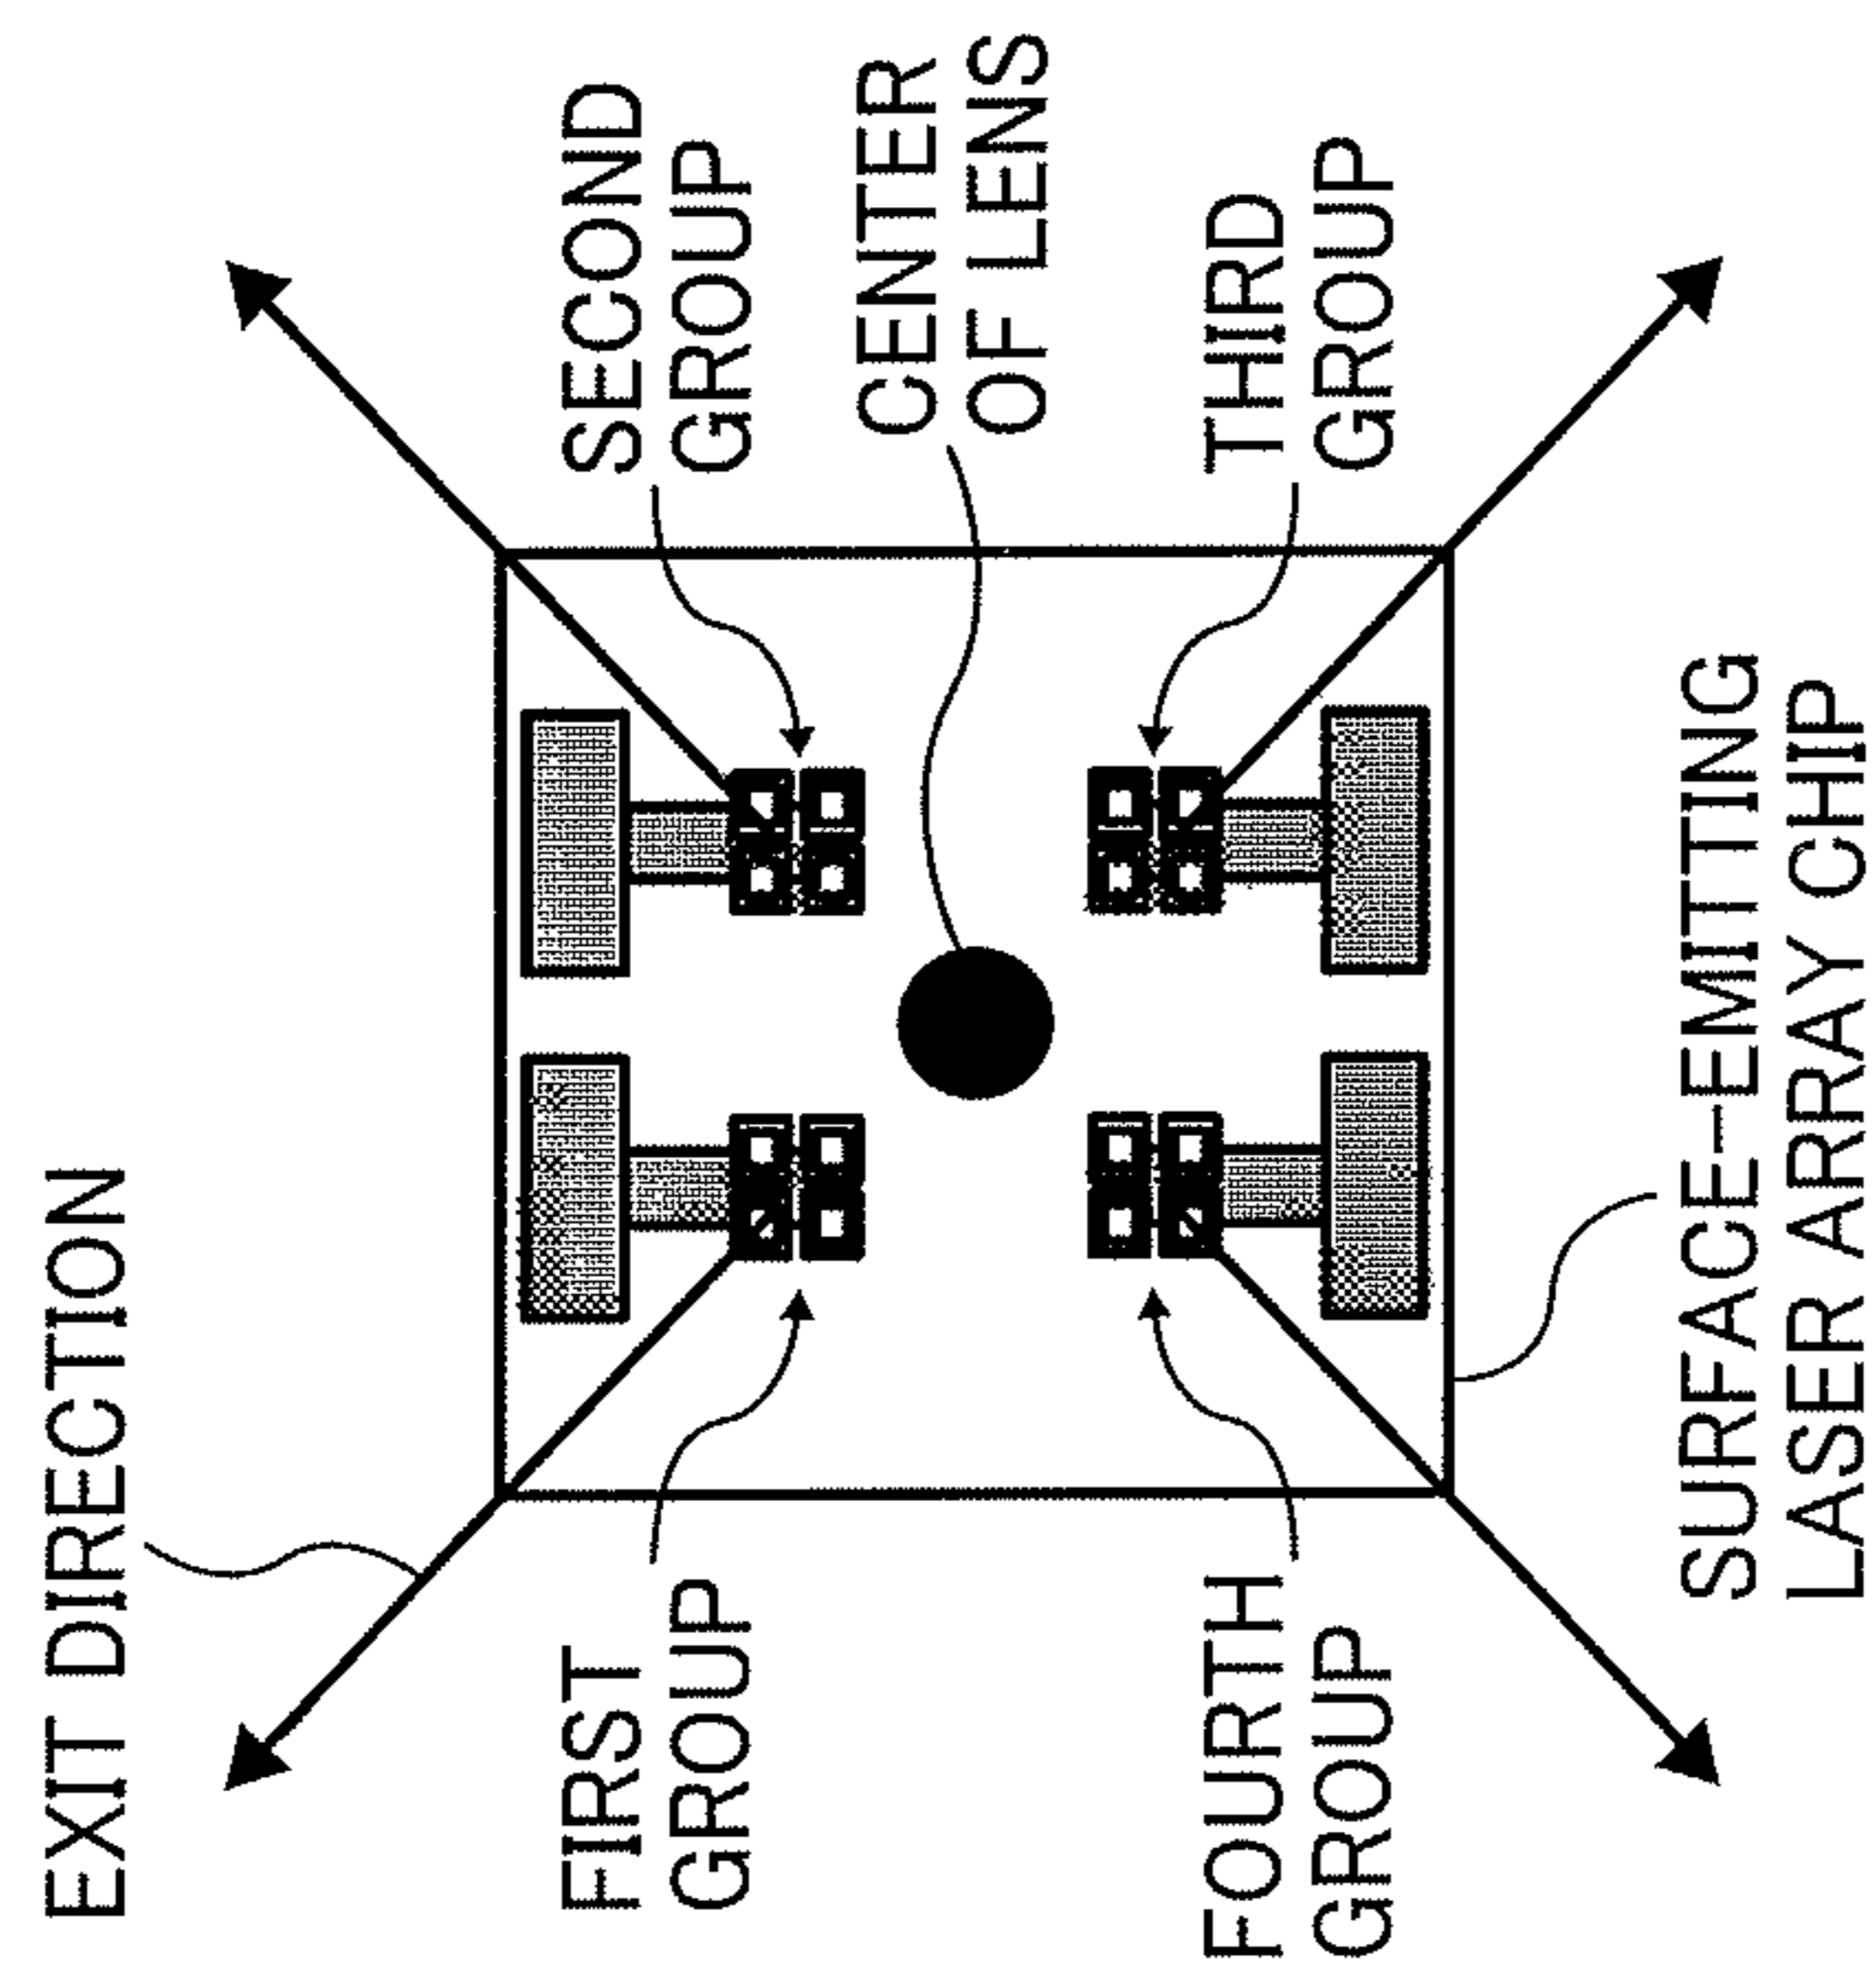 EXIT DIRECTION
FIRST
GROUP
SECOND
GROUP
CENTER
OF LENS
FOURTH
GROUP
THIRD
GROUP
SURFACE-EMITTING
LASER ARRAY CHIP